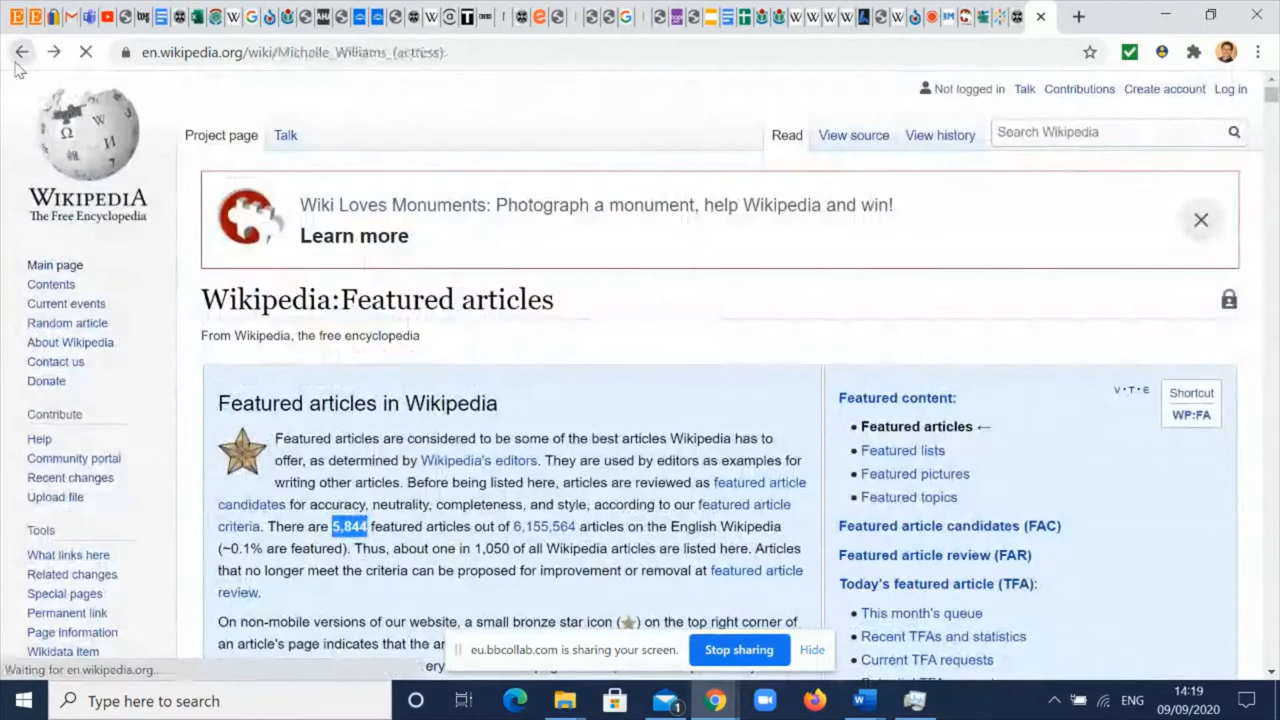 en.wikipedia.org/wiki/Michelle_Williams_(actress)
Not logged in Talk Contributions Create account Log in
Project page Talk Read View source View history Search Wikipedia
WIKIPEDIA
The Free Encyclopedia
Wiki Loves Monuments: Photograph a monument, help Wikipedia and win!
Learn more
Main page
Contents
Current events
Random article
About Wikipedia
Contact us
Donate
Contribute
Help
Community portal
Recent changes
Upload file
Tools
What links here
Related changes
Special pages
Permanent link
Page information
Wikidata item
Wikipedia:Featured articles
From Wikipedia, the free encyclopedia
Featured articles in Wikipedia
Featured articles are considered to be some of the best articles Wikipedia has to
offer, as determined by Wikipedia's editors. They are used by editors as examples for
writing other articles. Before being listed here, articles are reviewed as featured article
candidates for accuracy, neutrality, completeness, and style, according to our featured article
criteria. There are 5,844 featured articles out of 6,155,564 articles on the English Wikipedia
(~0.1% are featured). Thus, about one in 1,050 of all Wikipedia articles are listed here. Articles
that no longer meet the criteria can be proposed for improvement or removal at featured article
review.
On non-mobile versions of our website, a small bronze star icon ( ) on the top right corner of
an article's page indicates that the
V·T·E
Shortcut
WP:FA
Featured content:
• Featured articles ←
• Featured lists
• Featured pictures
• Featured topics
Featured article candidates (FAC)
Featured article review (FAR)
Today's featured article (TFA):
• This month's queue
• Recent TFAs and statistics
• Current TFA requests
eu.bbcollab.com is sharing your screen. Stop sharing Hide
Waiting for en.wikipedia.org...
Type here to search
1
ENG
14:19
09/09/2020